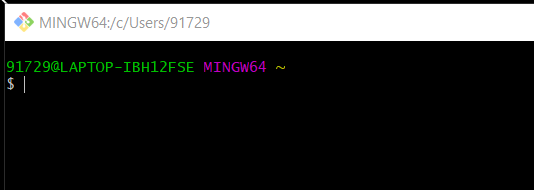 MINGW64:/c/Users/91729
91729@LAPTOP-IBH12FSE MINGW64 ~
$